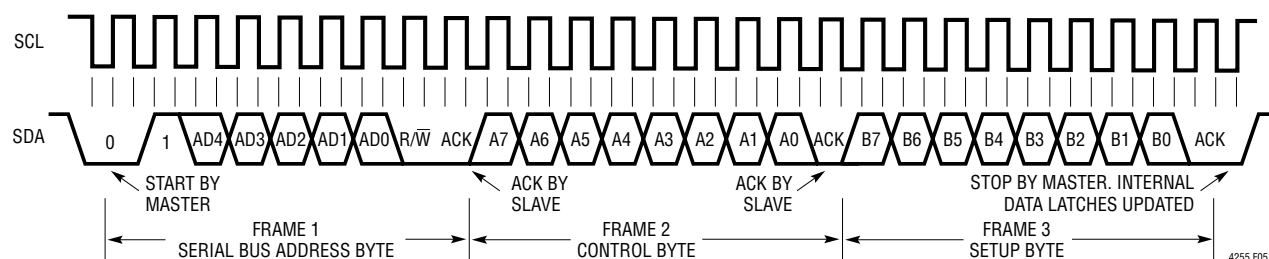 SCL
SDA 0 1 AD4 AD3 AD2 AD1 AD0 R/W̅ ACK A7 A6 A5 A4 A3 A2 A1 A0 ACK B7 B6 B5 B4 B3 B2 B1 B0 ACK
START BY
MASTER
ACK BY
SLAVE
ACK BY
SLAVE
STOP BY MASTER. INTERNAL
DATA LATCHES UPDATED
FRAME 1
SERIAL BUS ADDRESS BYTE
FRAME 2
CONTROL BYTE
FRAME 3
SETUP BYTE
4255 F05